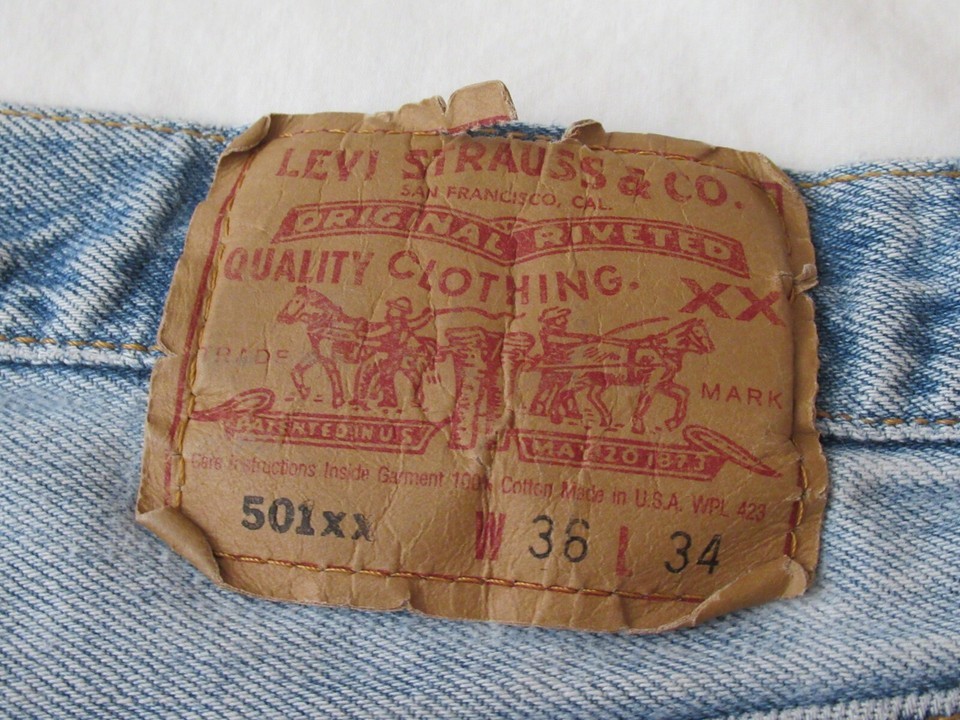 LEVI STRAUSS & CO.
SAN FRANCISCO, CAL.
ORIGINAL RIVETED
QUALITY CLOTHING.
XX
TRADE MARK
PATENTED IN U.S.
MAY 20 1873
Care Instructions Inside Garment 100% Cotton Made in U.S.A. WPL 423
501xx W 36 L 34